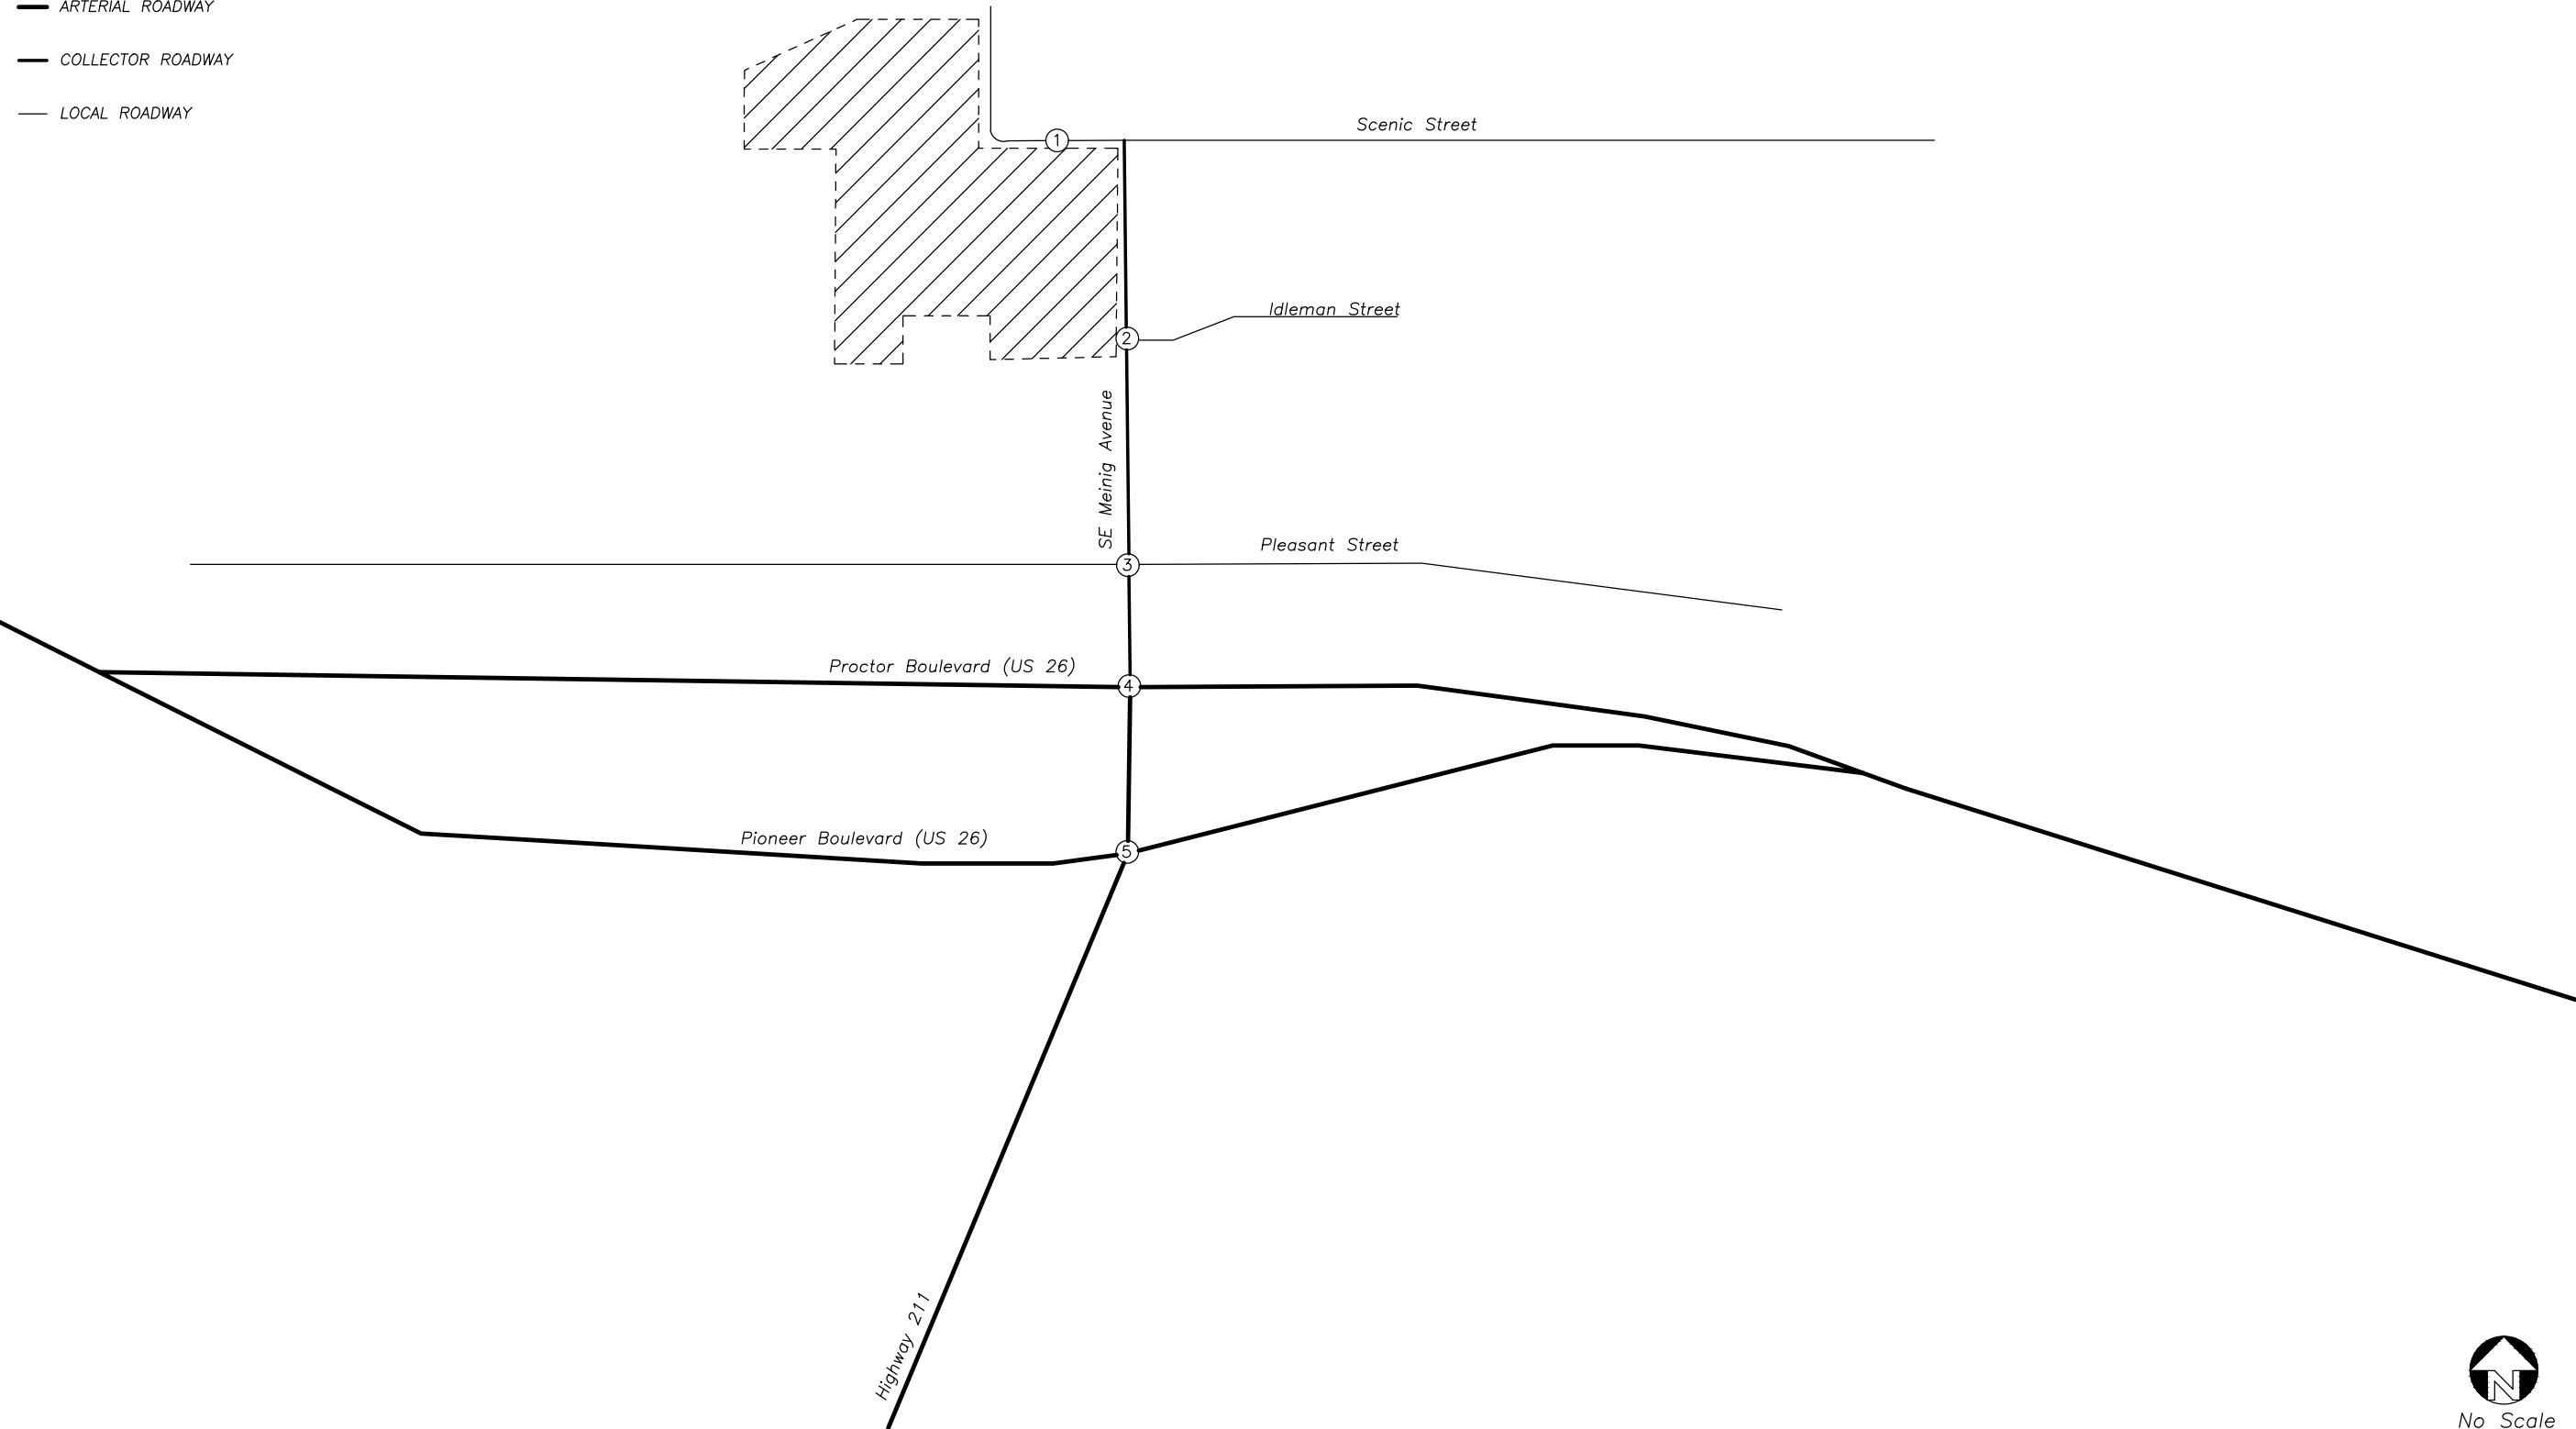 ARTERIAL ROADWAY
COLLECTOR ROADWAY
LOCAL ROADWAY
Scenic Street
1
Idleman Street
2
SE Meinig Avenue
Pleasant Street
3
Proctor Boulevard (US 26)
4
Pioneer Boulevard (US 26)
5
Highway 211
N
No Scale